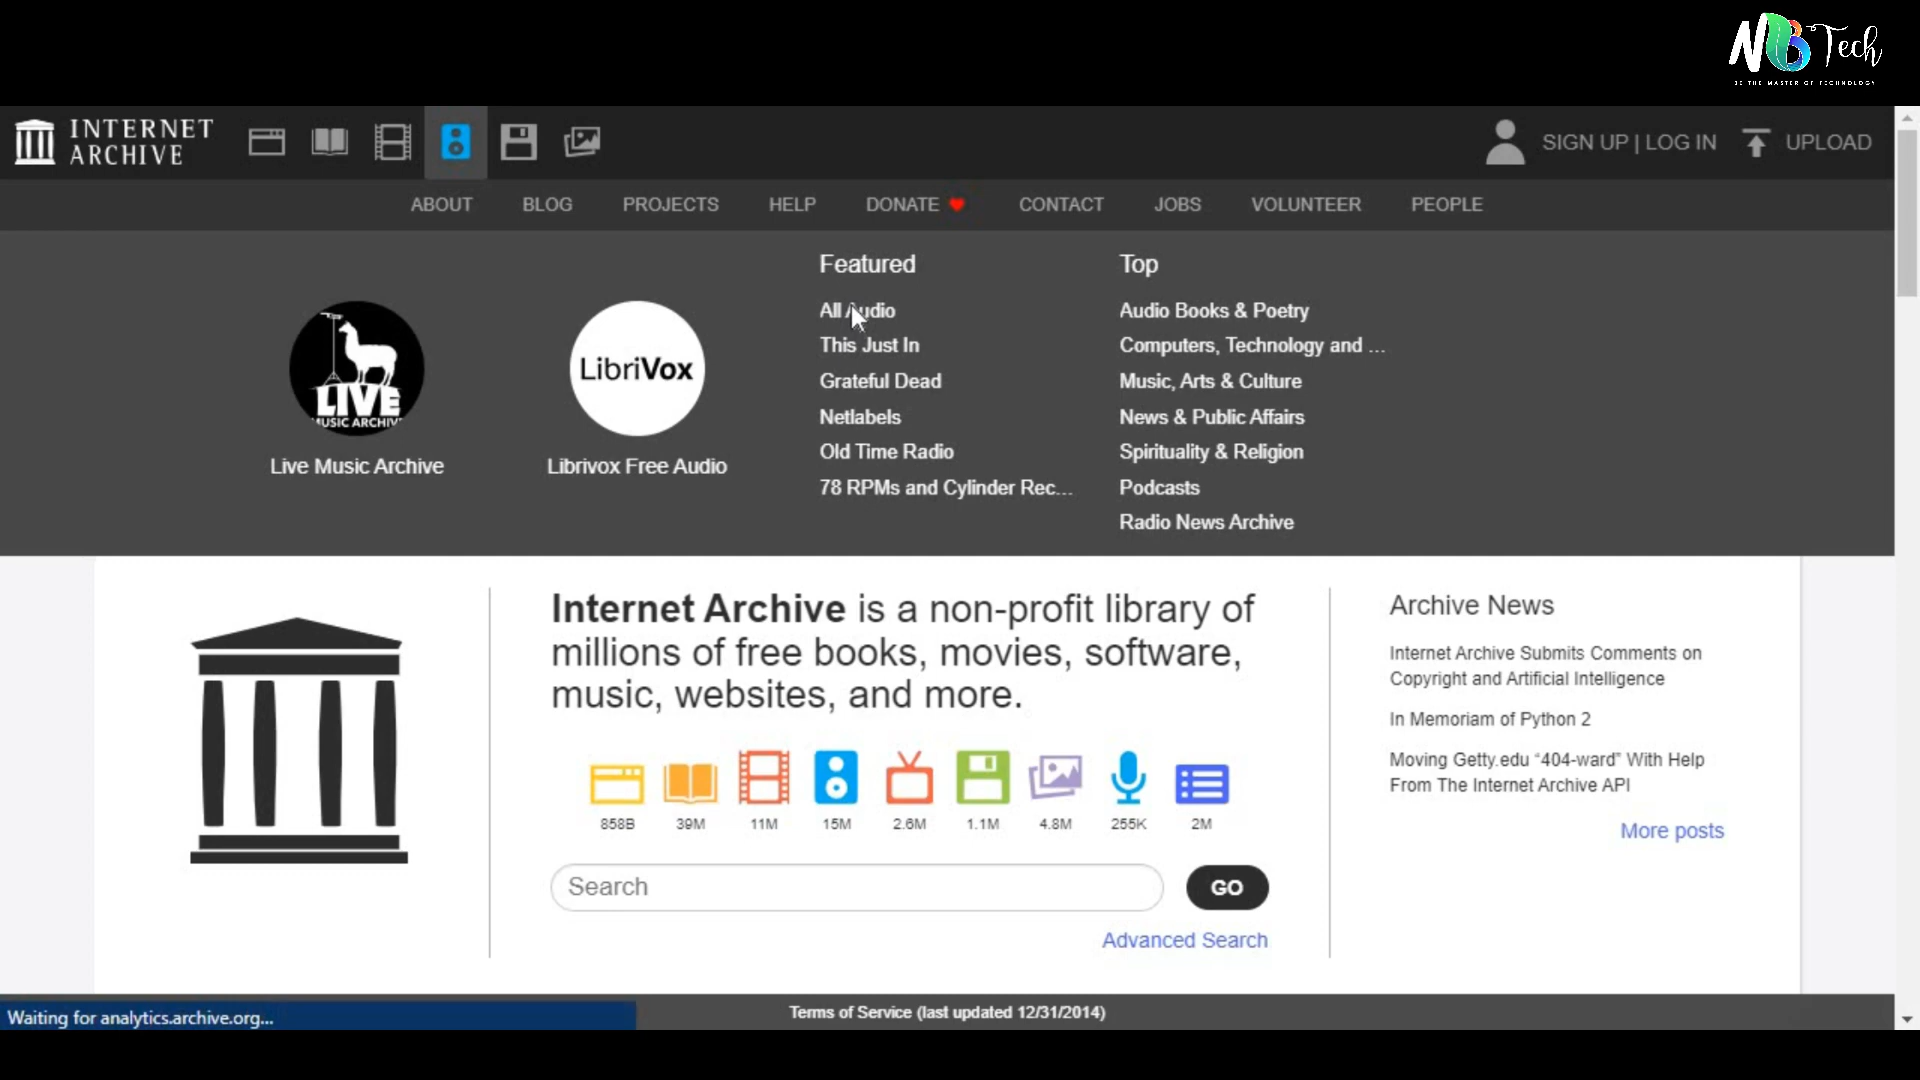 NB Tech
BE THE MASTER OF TECHNOLOGY
INTERNET
ARCHIVE
SIGN UP | LOG IN
UPLOAD
ABOUT
BLOG
PROJECTS
HELP
DONATE
CONTACT
JOBS
VOLUNTEER
PEOPLE
LIVE
MUSIC ARCHIV
Live Music Archive
LibriVox
Librivox Free Audio
Featured
All Audio
This Just In
Grateful Dead
Netlabels
Old Time Radio
78 RPMs and Cylinder Rec...
Top
Audio Books & Poetry
Computers, Technology and ...
Music, Arts & Culture
News & Public Affairs
Spirituality & Religion
Podcasts
Radio News Archive
Internet Archive is a non-profit library of
millions of free books, movies, software,
music, websites, and more.
858B
39M
11M
15M
2.6M
1.1M
4.8M
255K
2M
Search
GO
Advanced Search
Archive News
Internet Archive Submits Comments on
Copyright and Artificial Intelligence
In Memoriam of Python 2
Moving Getty.edu “404-ward” With Help
From The Internet Archive API
More posts
Waiting for analytics.archive.org...
Terms of Service (last updated 12/31/2014)